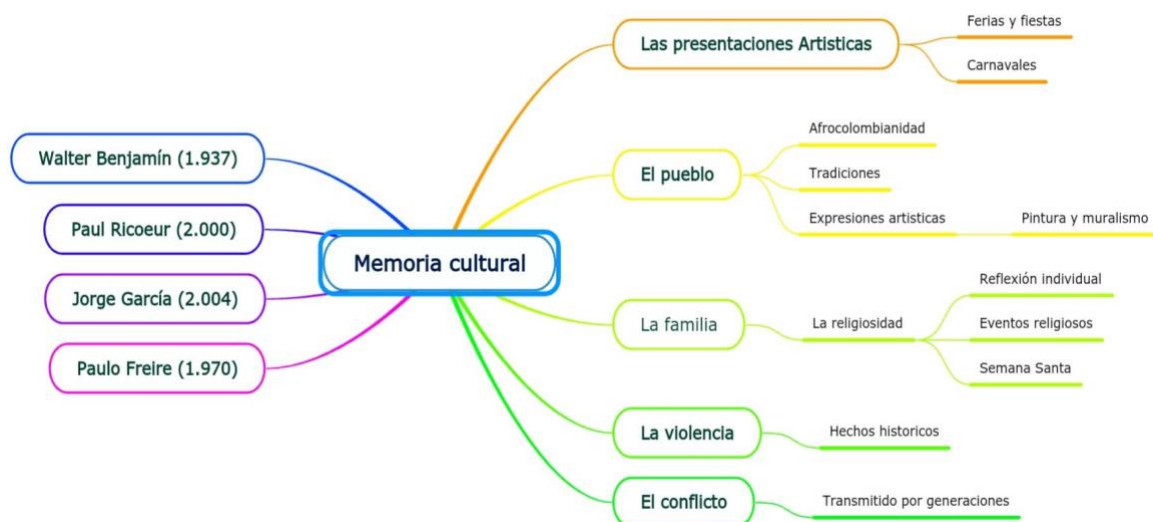 Memoria cultural
Walter Benjamín (1.937)
Paul Ricoeur (2.000)
Jorge García (2.004)
Paulo Freire (1.970)
Las presentaciones Artisticas
Ferias y fiestas
Carnavales
El pueblo
Afrocolombianidad
Tradiciones
Expresiones artisticas
Pintura y muralismo
La familia
La religiosidad
Reflexión individual
Eventos religiosos
Semana Santa
La violencia
Hechos historicos
El conflicto
Transmitido por generaciones